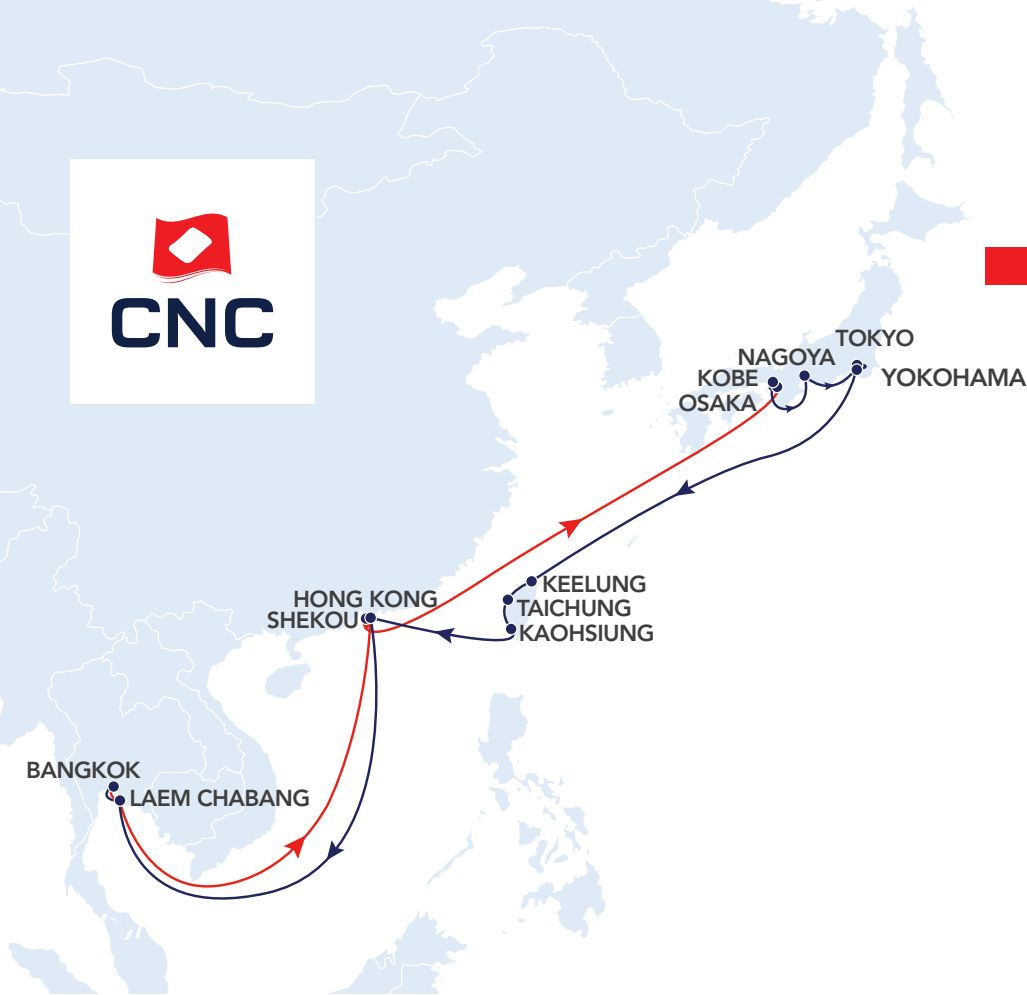 CNC
TOKYO
NAGOYA
KOBE
YOKOHAMA
OSAKA
KEELUNG
HONG KONG
TAICHUNG
SHEKOU
KAOHSIUNG
BANGKOK
LAEM CHABANG